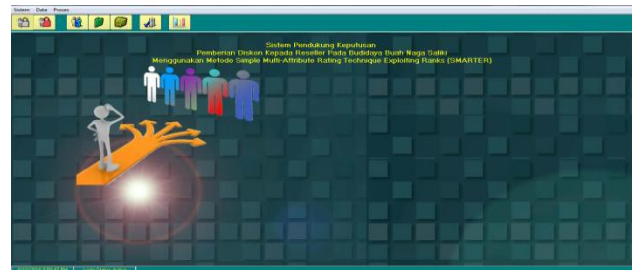 Sistem Data Proses
Sistem Pendukung Keputusan
Pemberian Diskon Kepada Reseller Pada Budidaya Buah Naga Saliki
Menggunakan Metode Simple Multi-Attribute Rating Technique Exploiting Ranks (SMARTER)